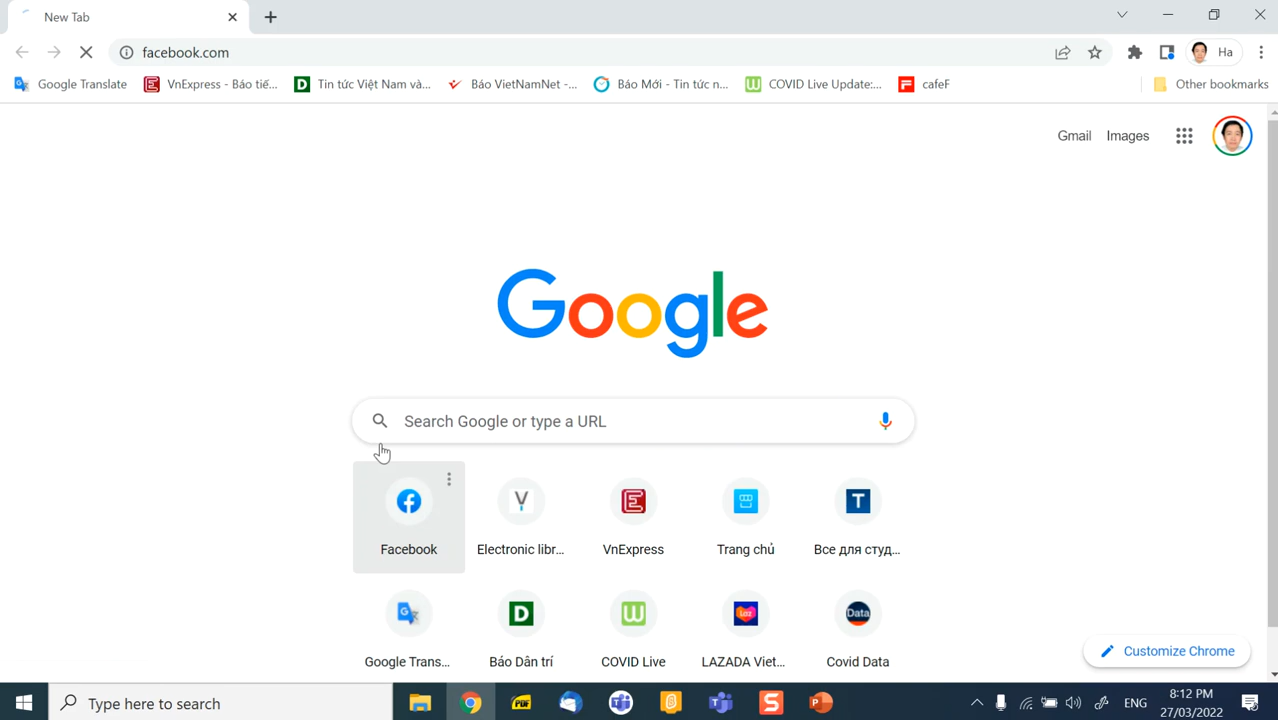 New Tab
facebook.com
Ha
Google Translate
VnExpress - Báo tiế...
Tin tức Việt Nam và...
Báo VietNamNet -...
Báo Mới - Tin tức n...
COVID Live Update:...
cafeF
Other bookmarks
Gmail Images
Google
Search Google or type a URL
Facebook
Electronic libr...
VnExpress
Trang chủ
Все для студ...
Google Trans...
Báo Dân trí
COVID Live
LAZADA Viet...
Data
Covid Data
Customize Chrome
Type here to search
PDF
ENG
8:12 PM
27/03/2022